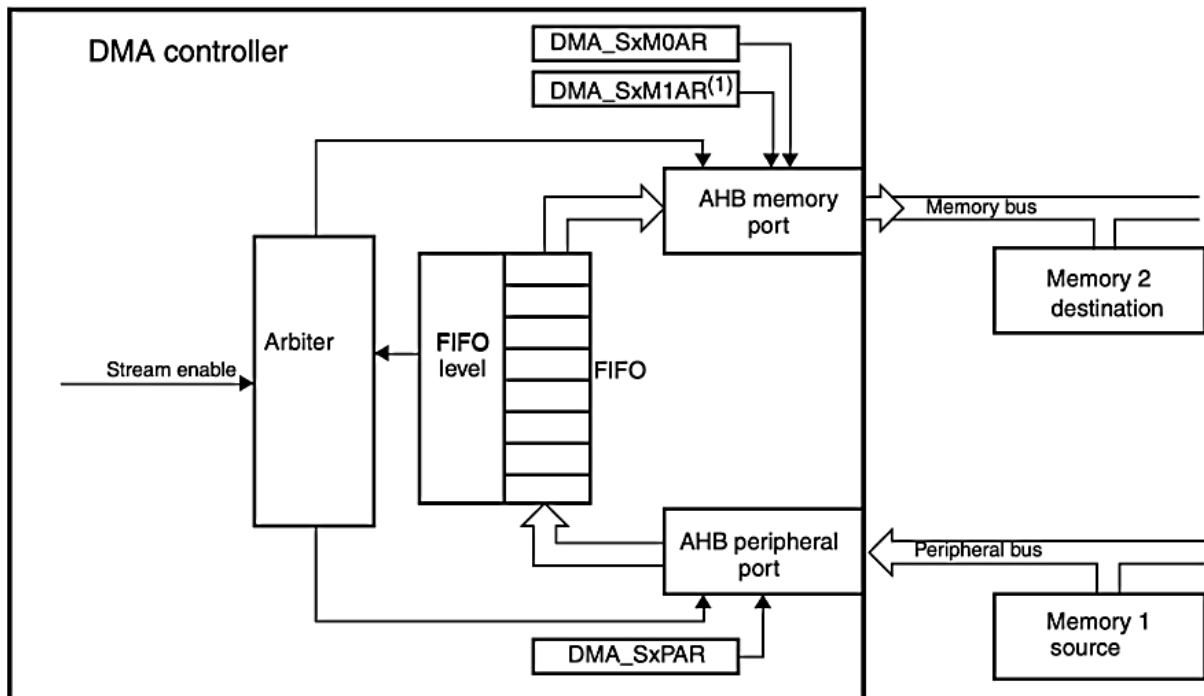 DMA controller
DMA_SxM0AR
DMA_SxM1AR(1)
AHB memory
port
Memory bus
Memory 2
destination
Arbiter
FIFO
level
FIFO
Stream enable
AHB peripheral
port
Peripheral bus
Memory 1
source
DMA_SxPAR